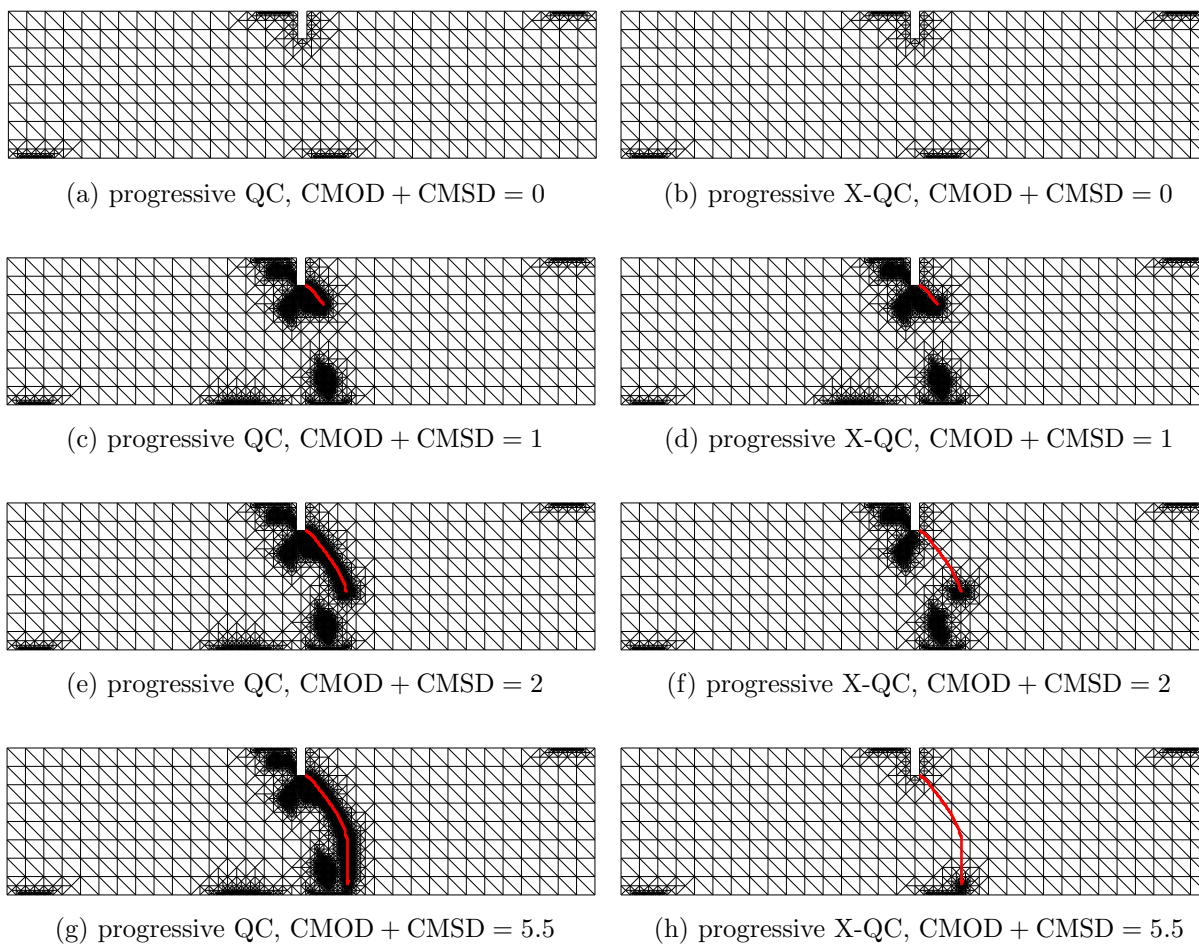 (a) progressive QC, CMOD + CMSD = 0
(b) progressive X-QC, CMOD + CMSD = 0
(c) progressive QC, CMOD + CMSD = 1
(d) progressive X-QC, CMOD + CMSD = 1
(e) progressive QC, CMOD + CMSD = 2
(f) progressive X-QC, CMOD + CMSD = 2
(g) progressive QC, CMOD + CMSD = 5.5
(h) progressive X-QC, CMOD + CMSD = 5.5